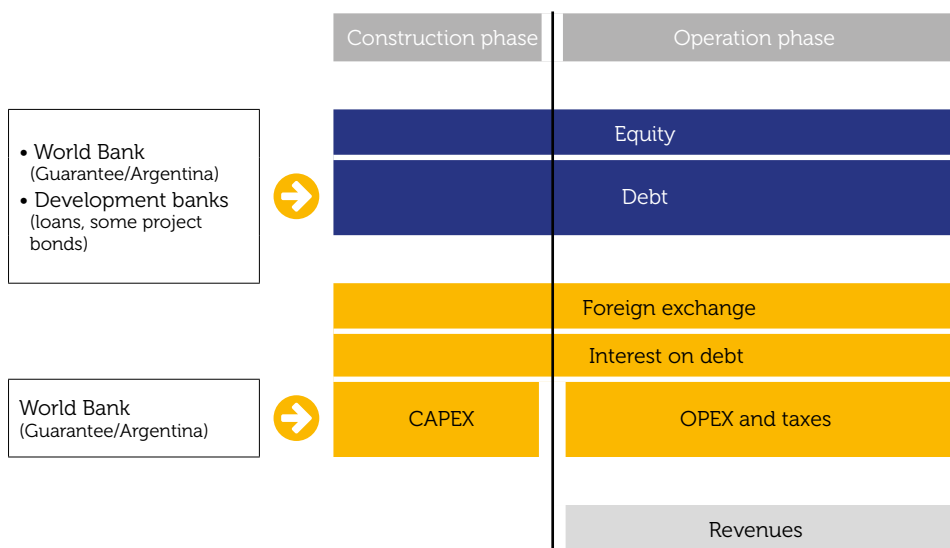 Construction phase
Operation phase
Equity
• World Bank
(Guarantee/Argentina)
• Development banks
(loans, some project
bonds)
Debt
Foreign exchange
Interest on debt
World Bank
(Guarantee/Argentina)
CAPEX
OPEX and taxes
Revenues